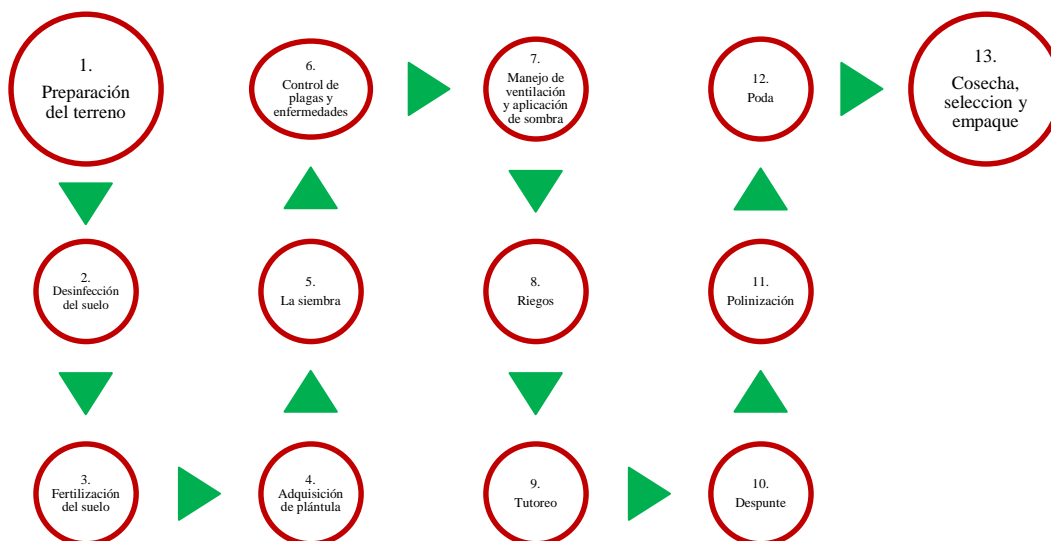 1.
Preparación
del terreno
2.
Desinfección
del suelo
3.
Fertilización
del suelo
4.
Adquisición
de plántula
5.
La siembra
6.
Control de
plagas y
enfermedades
7.
Manejo de
ventilación
y aplicación
de sombra
8.
Riegos
9.
Tutoreo
10.
Despunte
11.
Polinización
12.
Poda
13.
Cosecha,
seleccion y
empaque